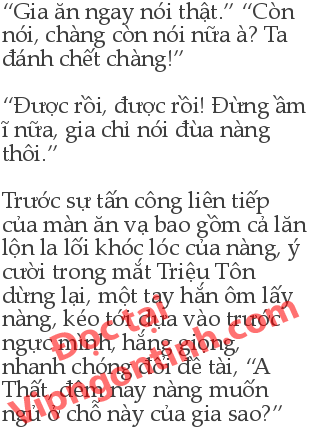 “Gia ăn ngay nói thật.” “Còn
nói, chàng còn nói nữa à? Ta
đánh chết chàng!”
“Được rồi, được rồi! Đừng ầm
ĩ nữa, gia chỉ nói đùa nàng
thôi.”
Trước sự tấn công liên tiếp
của màn ăn vạ bao gồm cả lăn
lộn la lối khóc lóc của nàng, ý
cười trong mắt Triệu Tôn
dừng lại, một tay hắn ôm lấy
nàng, kéo tới dựa vào trước
ngực mình, hắng giọng,
nhanh chóng đổi đề tài, “A
Thất, đêm nay nàng muốn
ngủ ở chỗ này của gia sao?”
Đọc tại
Vipngontinh.com